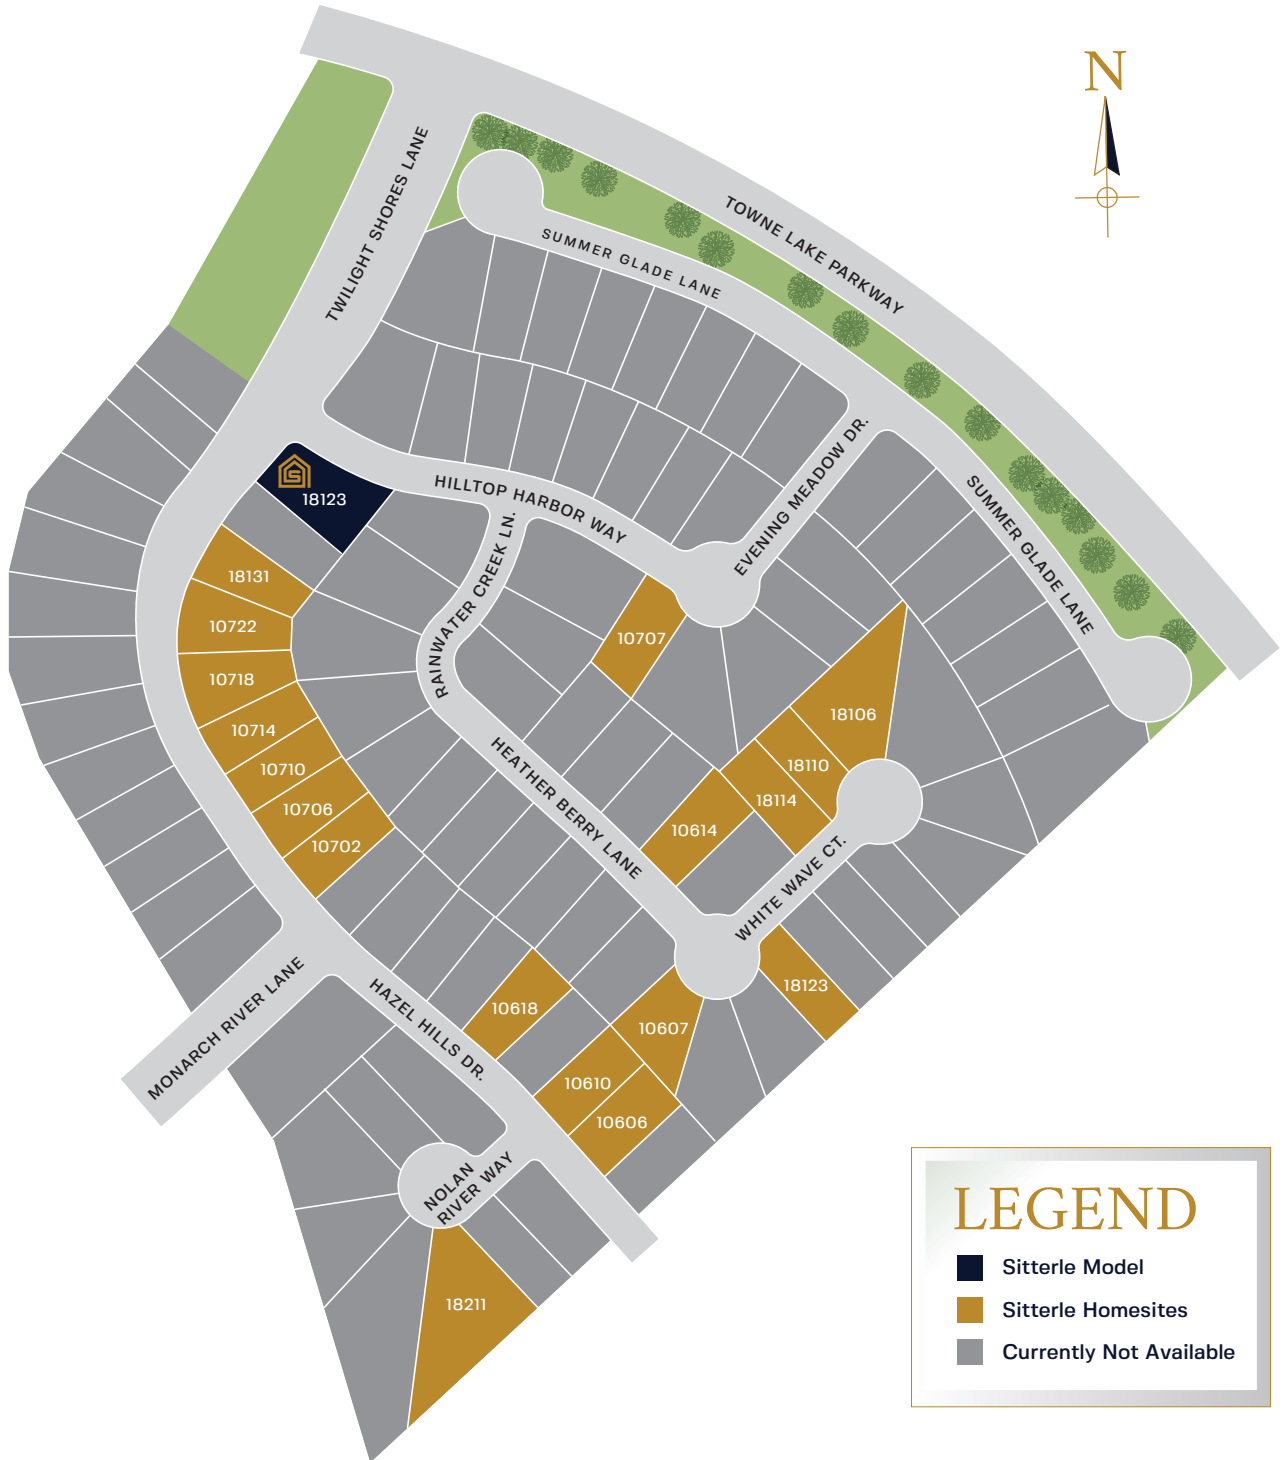 N
TWILIGHT SHORES LANE
TOWNE LAKE PARKWAY
SUMMER GLADE LANE
HILLTOP HARBOR WAY
EVENING MEADOW DR.
SUMMER GLADE LANE
RAINWATER CREEK LN.
18123
18131
10722
10718
10714
10710
10706
10702
10707
18106
18110
18114
10614
HEATHER BERRY LANE
WHITE WAVE CT.
18123
MONARCH RIVER LANE
HAZEL HILLS DR.
10618
10607
10610
10606
NOLAN
RIVER WAY
18211
LEGEND
Sitterle Model
Sitterle Homesites
Currently Not Available